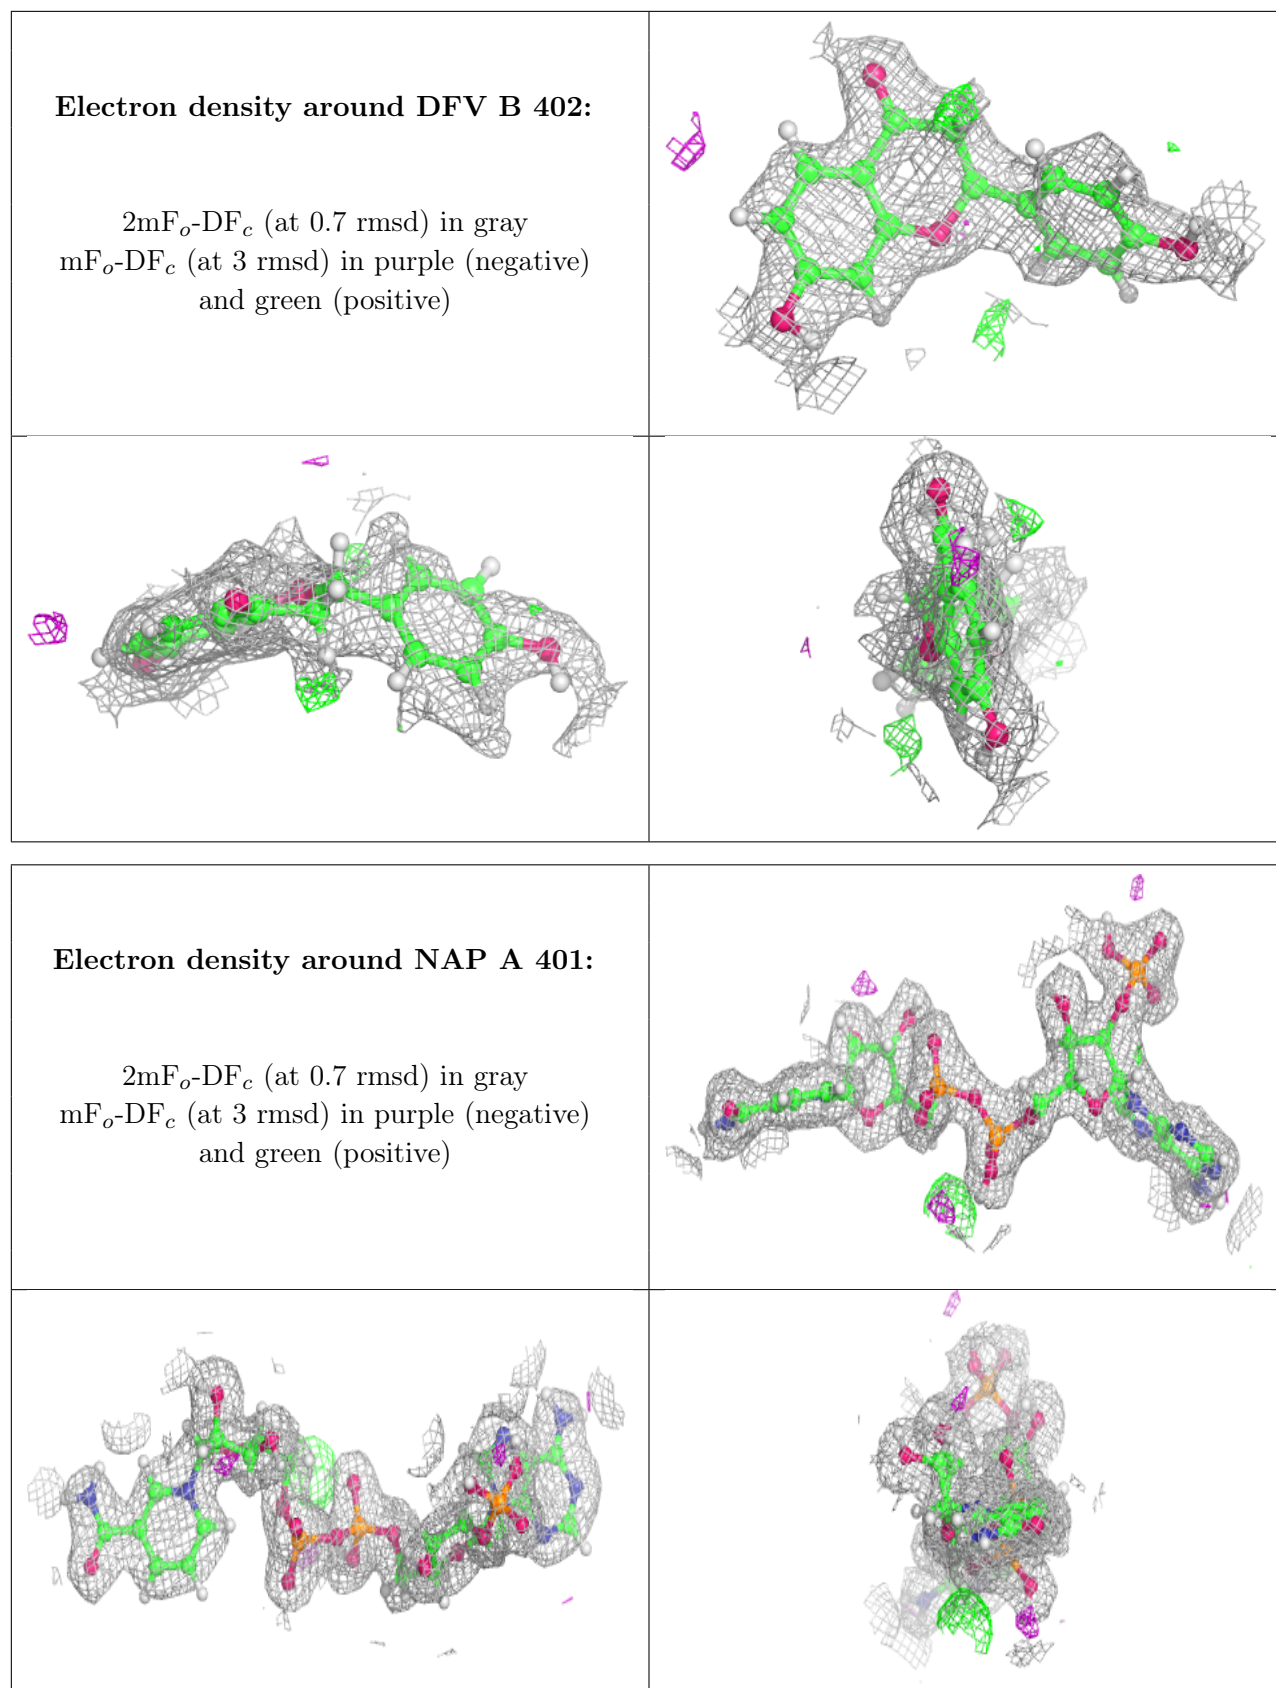 Electron density around DFV B 402:
2mFo-DFc (at 0.7 rmsd) in gray
mFo-DFc (at 3 rmsd) in purple (negative)
and green (positive)
Electron density around NAP A 401:
2mFo-DFc (at 0.7 rmsd) in gray
mFo-DFc (at 3 rmsd) in purple (negative)
and green (positive)